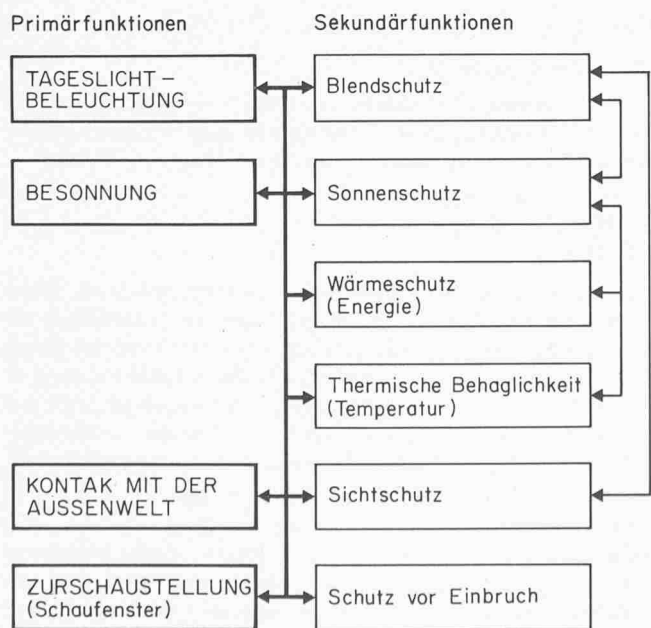 Primärfunktionen
Sekundärfunktionen
TAGESLICHT –
BELEUCHTUNG
Blendschutz
BESONNUNG
Sonnenschutz
Wärmeschutz
(Energie)
Thermische Behaglichkeit
(Temperatur)
KONTAK MIT DER
AUSSENWELT
Sichtschutz
ZURSCHAUSTELLUNG
(Schaufenster)
Schutz vor Einbruch